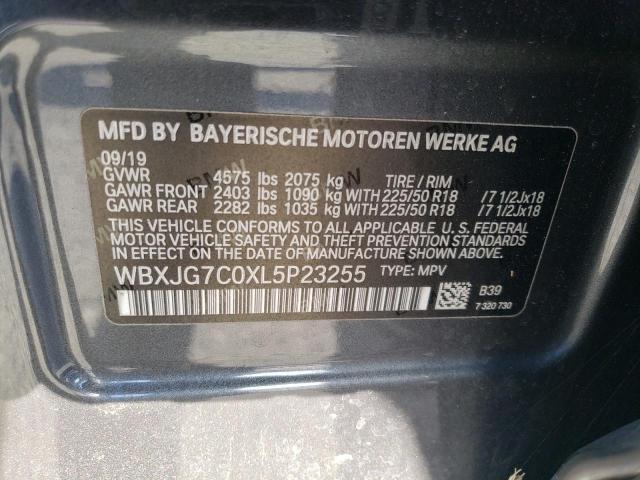 MFD BY BAYERISCHE MOTOREN WERKE AG
09/19
GVWR 4575 lbs 2075 kg TIRE / RIM
GAWR FRONT 2403 lbs 1090 kg WITH 225/50 R18 /7 1/2Jx18
GAWR REAR 2282 lbs 1035 kg WITH 225/50 R18 /7 1/2Jx18
THIS VEHICLE CONFORMS TO ALL APPLICABLE U. S. FEDERAL
MOTOR VEHICLE SAFETY, BUMPER, AND THEFT PREVENTION
STANDARDS IN EFFECT ON THE DATE OF MANUFACTURE SHOWN ABOVE.
WBXJG7C0XL5P23255 TYPE: MPV
B39
7 320 730